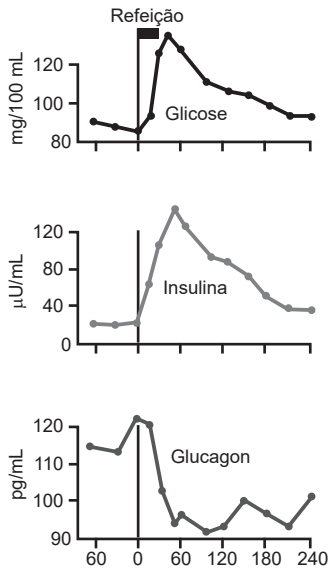 Refeição
mg/100 mL
120
100
80
Glicose
μU/mL
120
80
40
0
Insulina
pg/mL
120
110
100
90
Glucagon
60 0 60 120 180 240